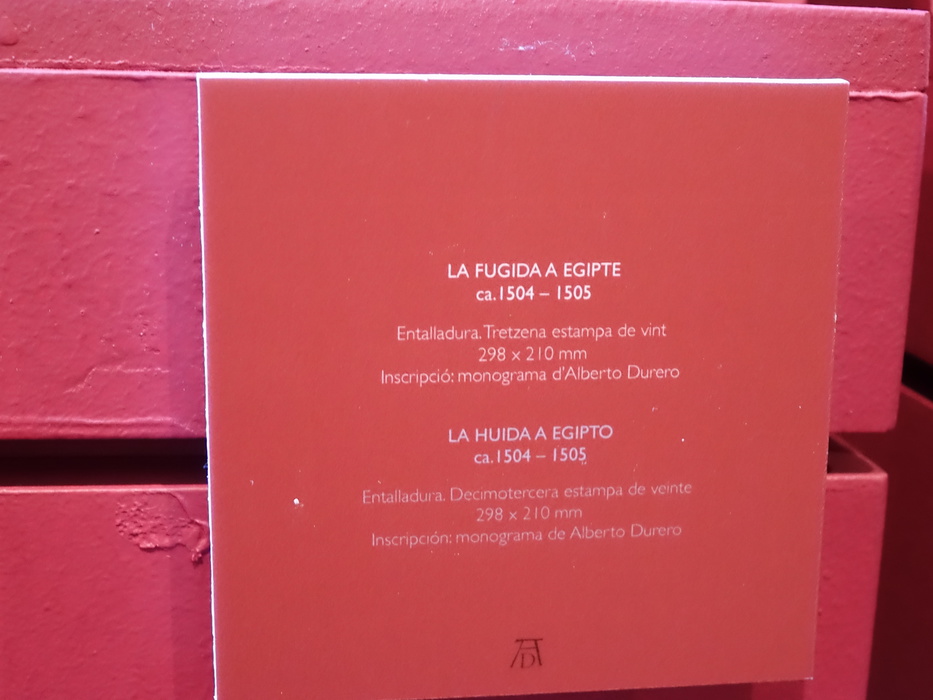 LA FUGIDA A EGIPTE
ca.1504 – 1505
Entalladura. Tretzena estampa de vint
298 x 210 mm
Inscripció: monograma d'Alberto Durero
LA HUIDA A EGIPTO
ca.1504 – 1505
Entalladura. Decimotercera estampa de veinte
298 x 210 mm
Inscripción: monograma de Alberto Durero
AD